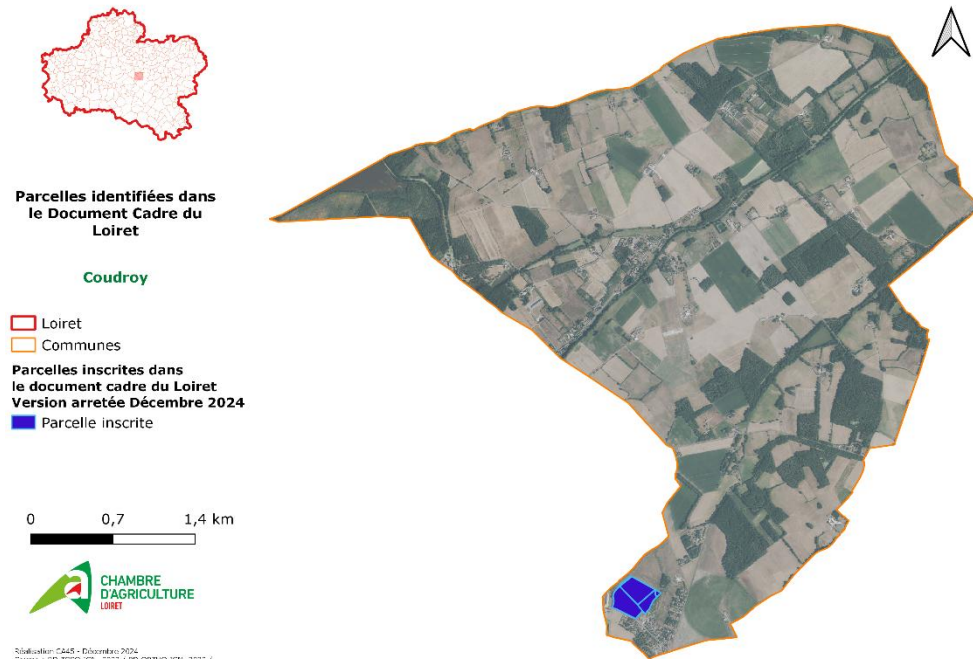 Parcelles identifiées dans
le Document Cadre du
Loiret
Coudroy
Loiret
Communes
Parcelles inscrites dans
le document cadre du Loiret
Version arretée Décembre 2024
Parcelle inscrite
0 0,7 1,4 km
CHAMBRE
D'AGRICULTURE
LOIRET
Réalisation CA45 - Décembre 2024